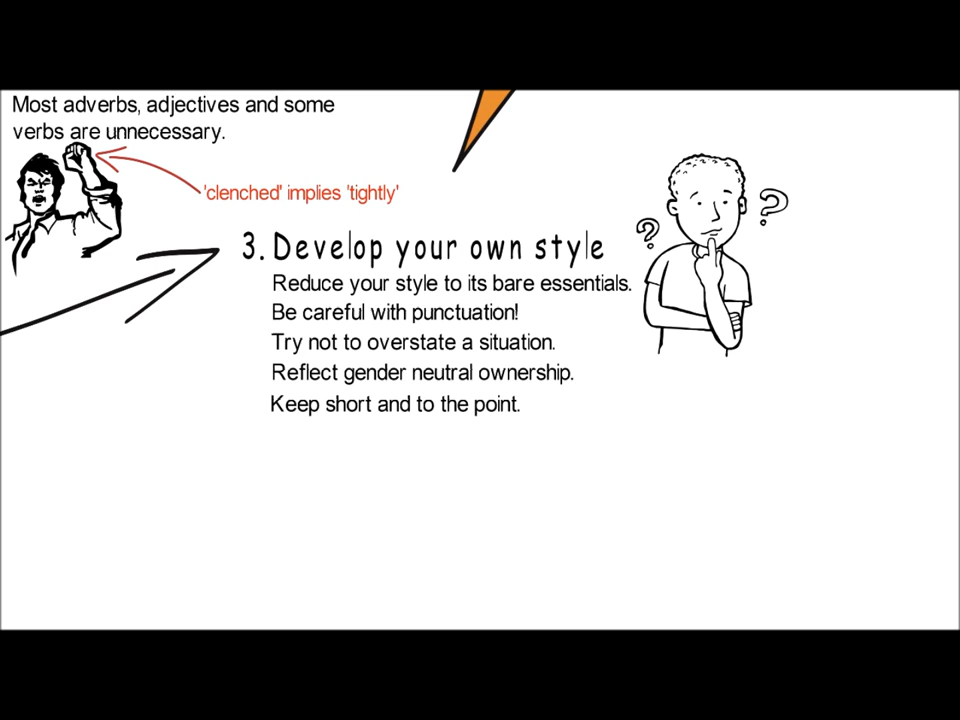 Most adverbs, adjectives and some
verbs are unnecessary.
'clenched' implies 'tightly'
3. Develop your own style
Reduce your style to its bare essentials.
Be careful with punctuation!
Try not to overstate a situation.
Reflect gender neutral ownership.
Keep short and to the point.
? ?